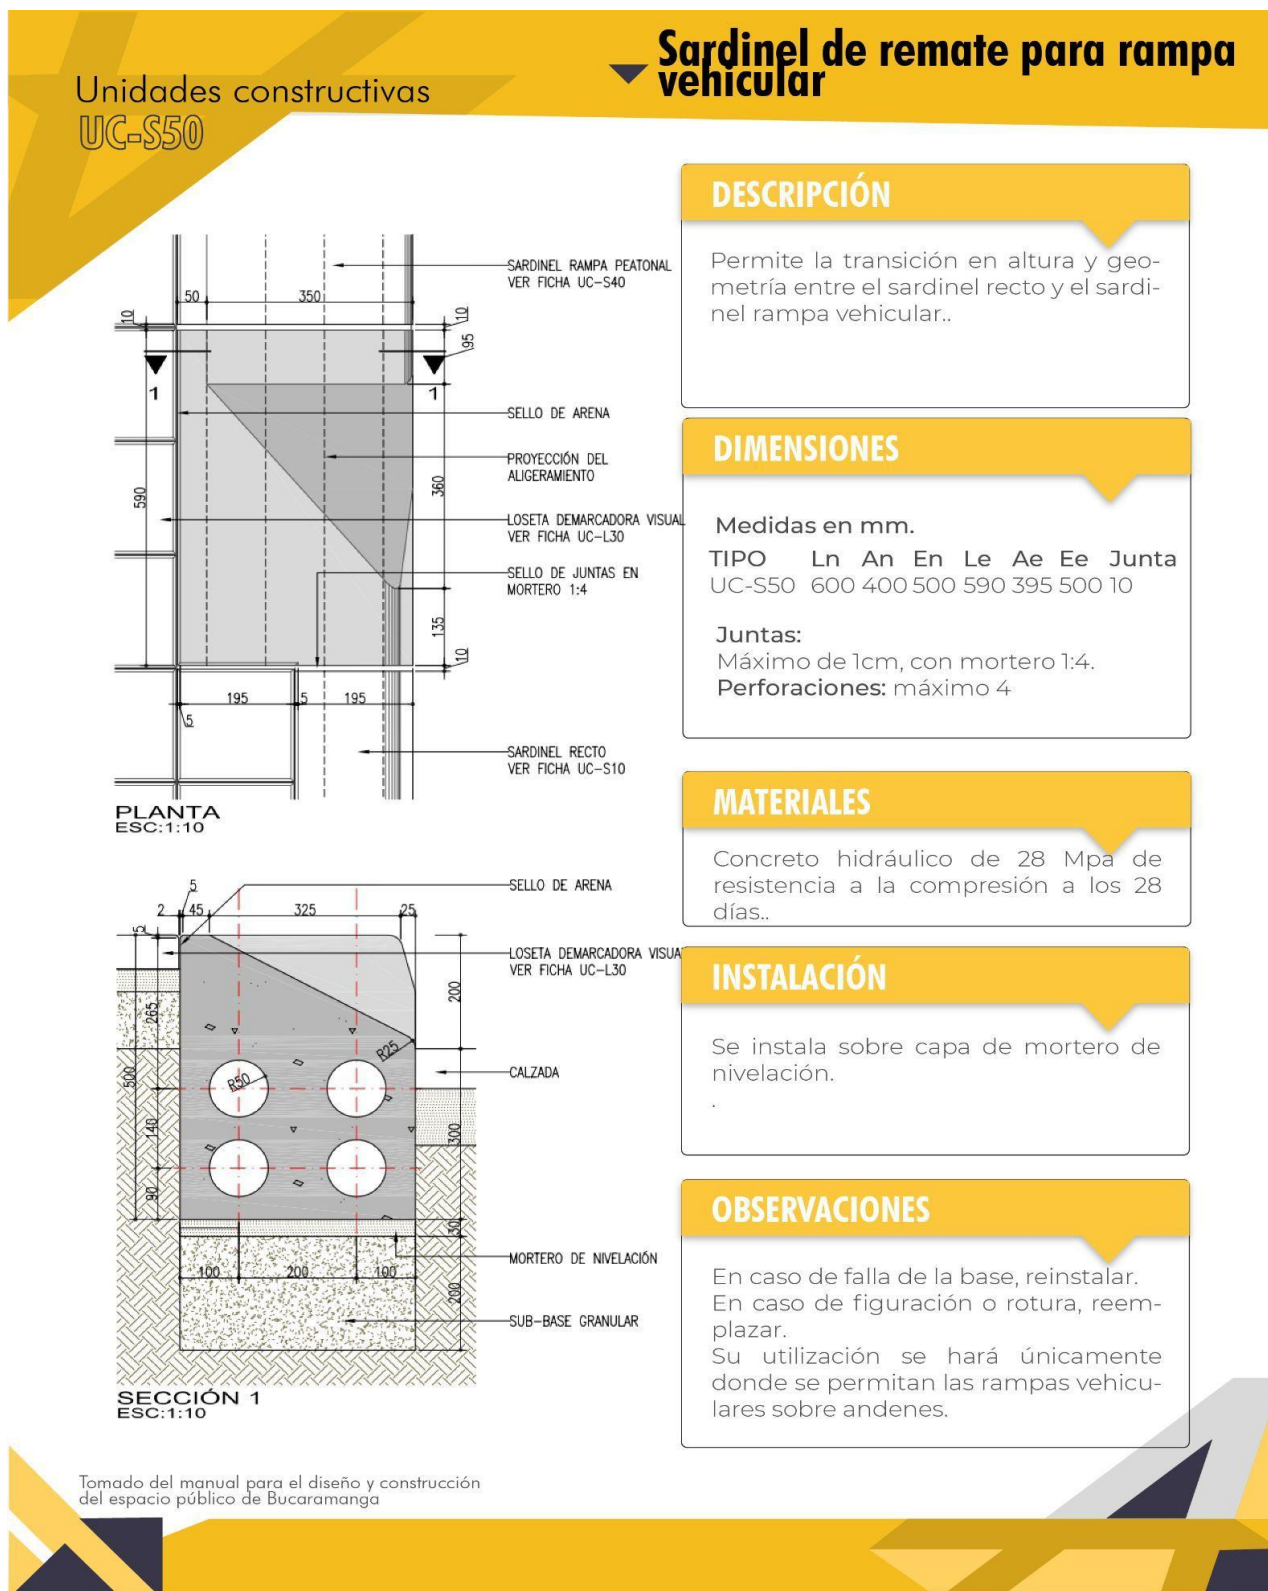 Unidades constructivas
UC-S50
Sardinel de remate para rampa
vehicular
50
350
10
10
95
SARDINEL RAMPA PEATONAL
VER FICHA UC-S40
1
1
SELLO DE ARENA
PROYECCIÓN DEL
ALIGERAMIENTO
590
360
LOSETA DEMARCADORA VISUAL
VER FICHA UC-L30
SELLO DE JUNTAS EN
MORTERO 1:4
135
10
195
5
195
5
SARDINEL RECTO
VER FICHA UC-S10
PLANTA
ESC:1:10
5
SELLO DE ARENA
2
45
325
25
5
LOSETA DEMARCADORA VISUA
VER FICHA UC-L30
200
265
R25
500
R50
CALZADA
140
300
90
30
MORTERO DE NIVELACIÓN
100
200
100
200
SUB-BASE GRANULAR
SECCIÓN 1
ESC:1:10
DESCRIPCIÓN
Permite la transición en altura y geo-
metría entre el sardinel recto y el sardi-
nel rampa vehicular..
DIMENSIONES
Medidas en mm.
TIPO Ln An En Le Ae Ee Junta
UC-S50 600 400 500 590 395 500 10
Juntas:
Máximo de 1cm, con mortero 1:4.
Perforaciones: máximo 4
MATERIALES
Concreto hidráulico de 28 Mpa de
resistencia a la compresión a los 28
días..
INSTALACIÓN
Se instala sobre capa de mortero de
nivelación.
.
OBSERVACIONES
En caso de falla de la base, reinstalar.
En caso de figuración o rotura, reem-
plazar.
Su utilización se hará únicamente
donde se permitan las rampas vehicu-
lares sobre andenes.
Tomado del manual para el diseño y construcción
del espacio público de Bucaramanga